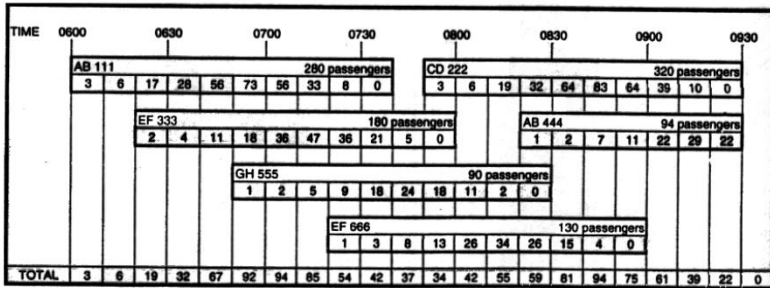 TIME 0600 0630 0700 0730 0800 0830 0900 0930
AB 111 280 passengers CD 222 320 passengers
3 6 17 28 56 73 56 33 8 0 3 6 19 32 64 83 64 39 10 0
EF 333 180 passengers AB 444 94 passengers
2 4 11 18 36 47 36 21 5 0 1 2 7 11 22 29 22
GH 555 90 passengers
1 2 5 9 18 24 18 11 2 0
EF 666 130 passengers
1 3 8 13 26 34 26 15 4 0
TOTAL 3 6 19 32 67 92 94 85 54 42 37 34 42 55 59 81 94 75 61 39 22 0